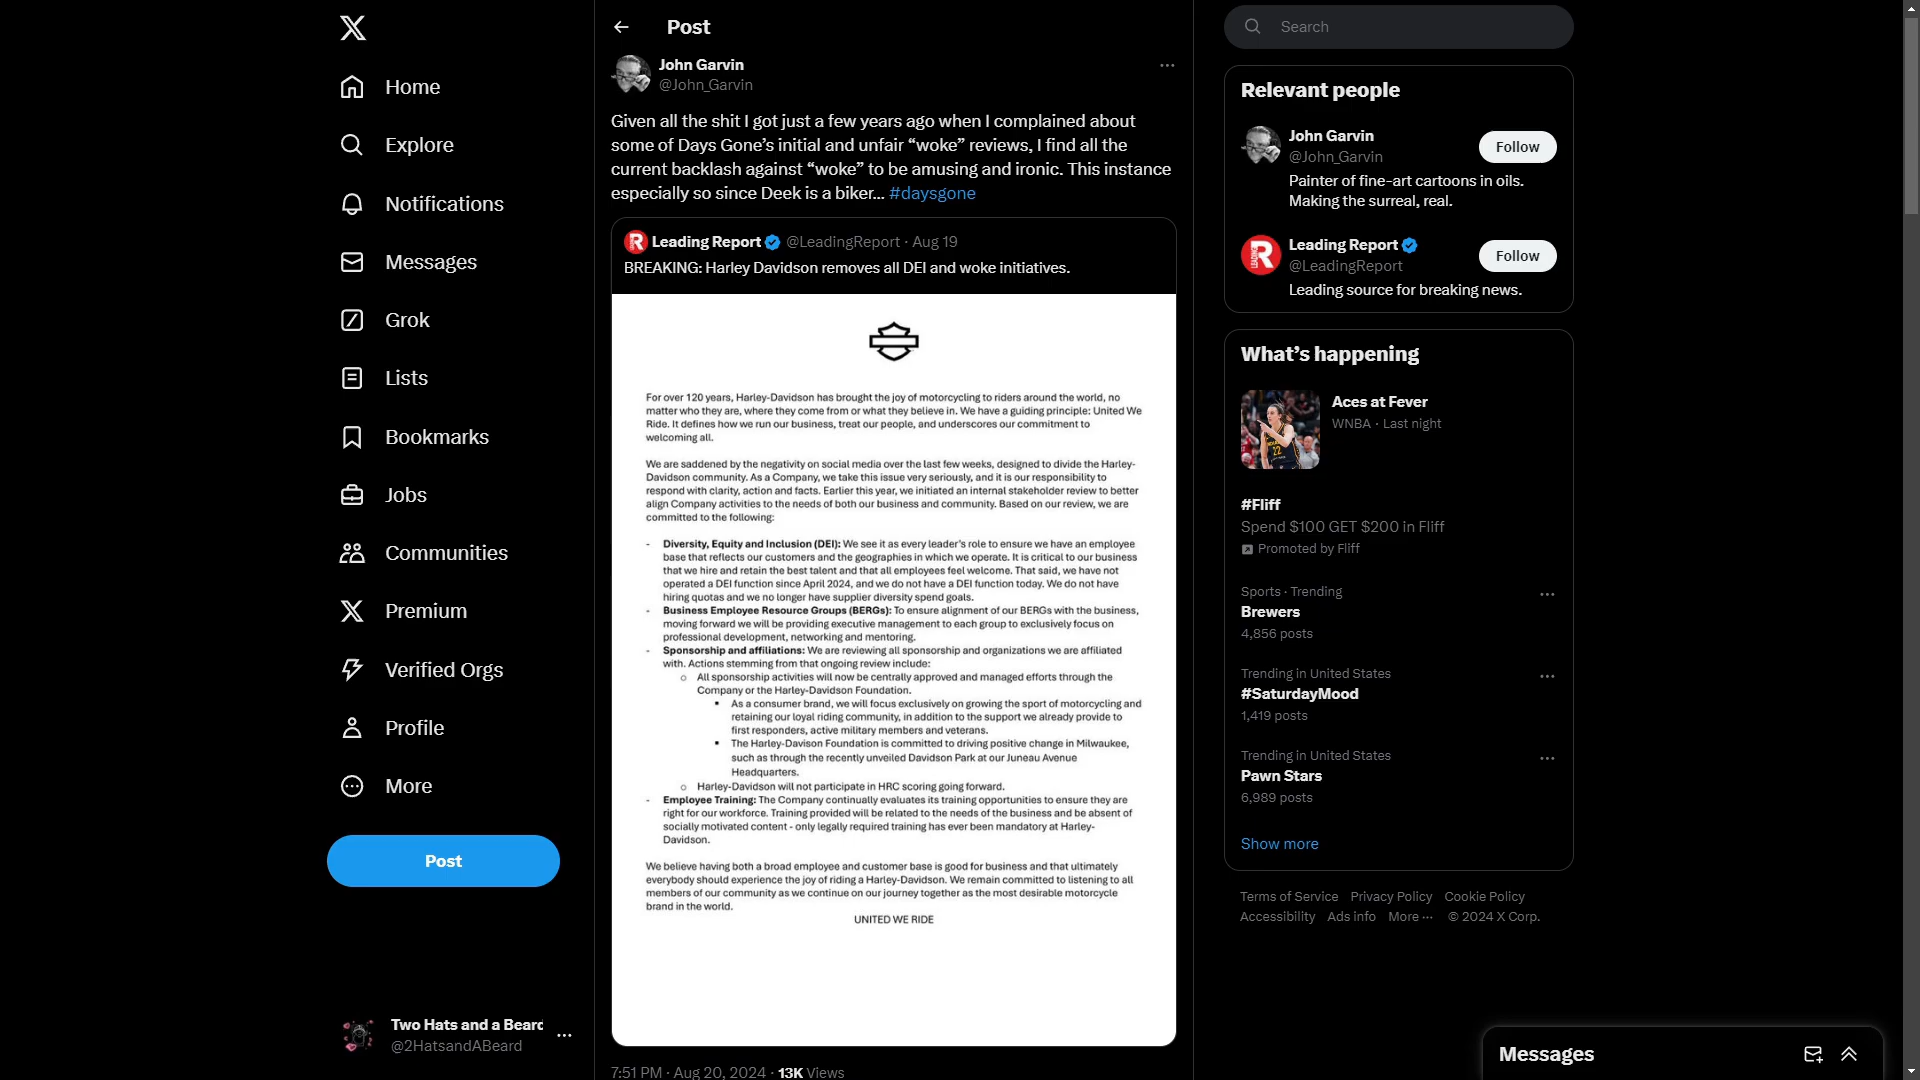 Home
Explore
Notifications
Messages
Grok
Lists
Bookmarks
Jobs
Communities
Premium
Verified Orgs
Profile
More
Post
Two Hats and a Beard
@2HatsandABeard
Post
John Garvin
@John_Garvin
Given all the shit I got just a few years ago when I complained about
some of Days Gone’s initial and unfair “woke” reviews, I find all the
current backlash against “woke” to be amusing and ironic. This instance
especially so since Deek is a biker... #daysgone
Leading Report @LeadingReport · Aug 19
BREAKING: Harley Davidson removes all DEI and woke initiatives.
For over 120 years, Harley-Davidson has brought the joy of motorcycling to riders around the world, no
matter who they are, where they come from or what they believe in. We have a guiding principle: United We
Ride. It defines how we run our business, treat our people, and underscores our commitment to
welcoming all.
We are saddened by the negativity on social media over the last few weeks, designed to divide the Harley-
Davidson community. As a Company, we take this issue very seriously, and it is our responsibility to
respond with clarity, action and facts. Earlier this year, we initiated an internal stakeholder review to better
align Company activities to the needs of both our business and community. Based on our review, we are
committed to the following:
- Diversity, Equity and Inclusion (DEI): We see it as every leader’s role to ensure we have an employee
base that reflects our customers and the geographies in which we operate. It is critical to our business
that we hire and retain the best talent and that all employees feel welcome. That said, we have not
operated a DEI function since April 2024, and we do not have a DEI function today. We do not have
hiring quotas and we no longer have supplier diversity spend goals.
- Business Employee Resource Groups (BERGs): To ensure alignment of our BERGs with the business,
moving forward we will be providing executive management to each group to exclusively focus on
professional development, networking and mentoring.
- Sponsorship and affiliations: We are reviewing all sponsorship and organizations we are affiliated
with. Actions stemming from that ongoing review include:
o All sponsorship activities will now be centrally approved and managed efforts through the
Company or the Harley-Davidson Foundation.
▪ As a consumer brand, we will focus exclusively on growing the sport of motorcycling and
retaining our loyal riding community, in addition to the support we already provide to
first responders, active military members and veterans.
▪ The Harley-Davison Foundation is committed to driving positive change in Milwaukee,
such as through the recently unveiled Davidson Park at our Juneau Avenue
Headquarters.
o Harley-Davidson will not participate in HRC scoring going forward.
- Employee Training: The Company continually evaluates its training opportunities to ensure they are
right for our workforce. Training provided will be related to the needs of the business and be absent of
socially motivated content - only legally required training has ever been mandatory at Harley-
Davidson.
We believe having both a broad employee and customer base is good for business and that ultimately
everybody should experience the joy of riding a Harley-Davidson. We remain committed to listening to all
members of our community as we continue on our journey together as the most desirable motorcycle
brand in the world.
UNITED WE RIDE
7:51 PM · Aug 20, 2024 · 13K Views
Search
Relevant people
John Garvin
@John_Garvin
Follow
Painter of fine-art cartoons in oils.
Making the surreal, real.
Leading Report
@LeadingReport
Follow
Leading source for breaking news.
What’s happening
Aces at Fever
WNBA · Last night
#Fliff
Spend $100 GET $200 in Fliff
Promoted by Fliff
Sports · Trending
Brewers
4,856 posts
Trending in United States
#SaturdayMood
1,419 posts
Trending in United States
Pawn Stars
6,989 posts
Show more
Terms of Service Privacy Policy Cookie Policy
Accessibility Ads info More ··· © 2024 X Corp.
Messages